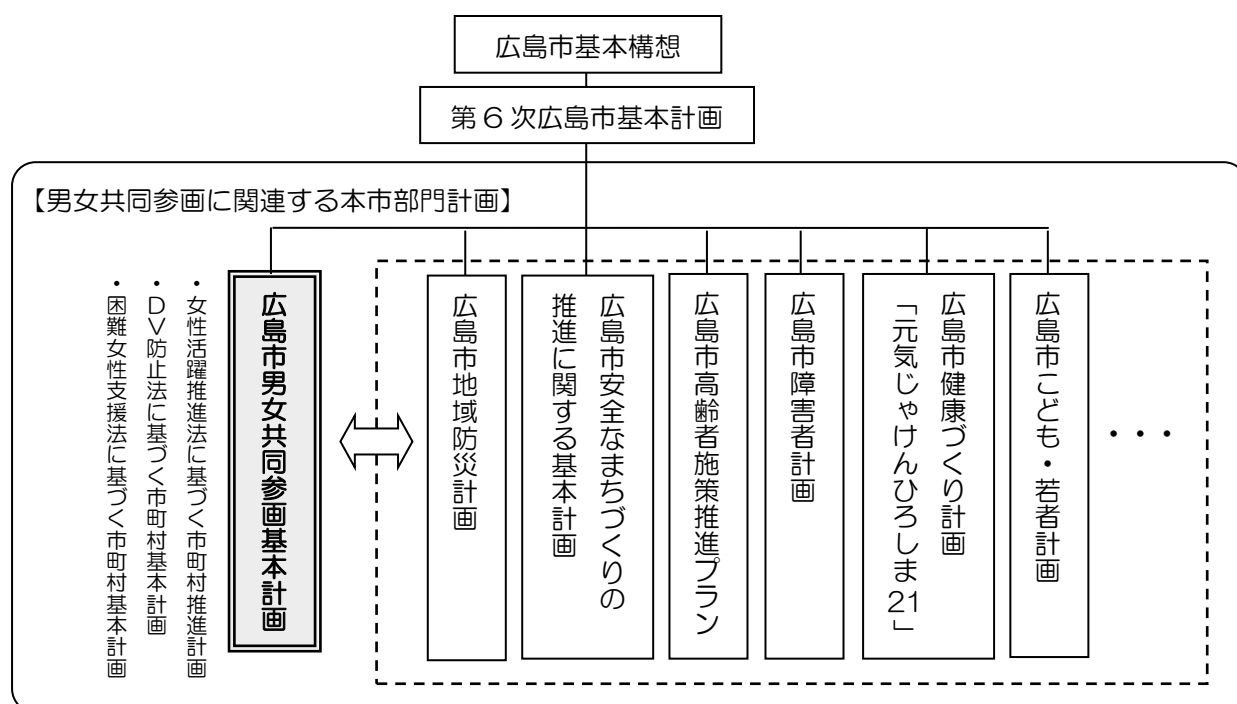 広島市基本構想
第6次広島市基本計画
【男女共同参画に関連する本市部門計画】
広島市男女共同参画基本計画
・女性活躍推進法に基づく市町村推進計画
・DV防止法に基づく市町村基本計画
・困難女性支援法に基づく市町村基本計画
広島市地域防災計画
広島市安全なまちづくりの
推進に関する基本計画
広島市高齢者施策推進プラン
広島市障害者計画
広島市健康づくり計画
「元気じゃけんひろしま21」
広島市こども・若者計画
・・・